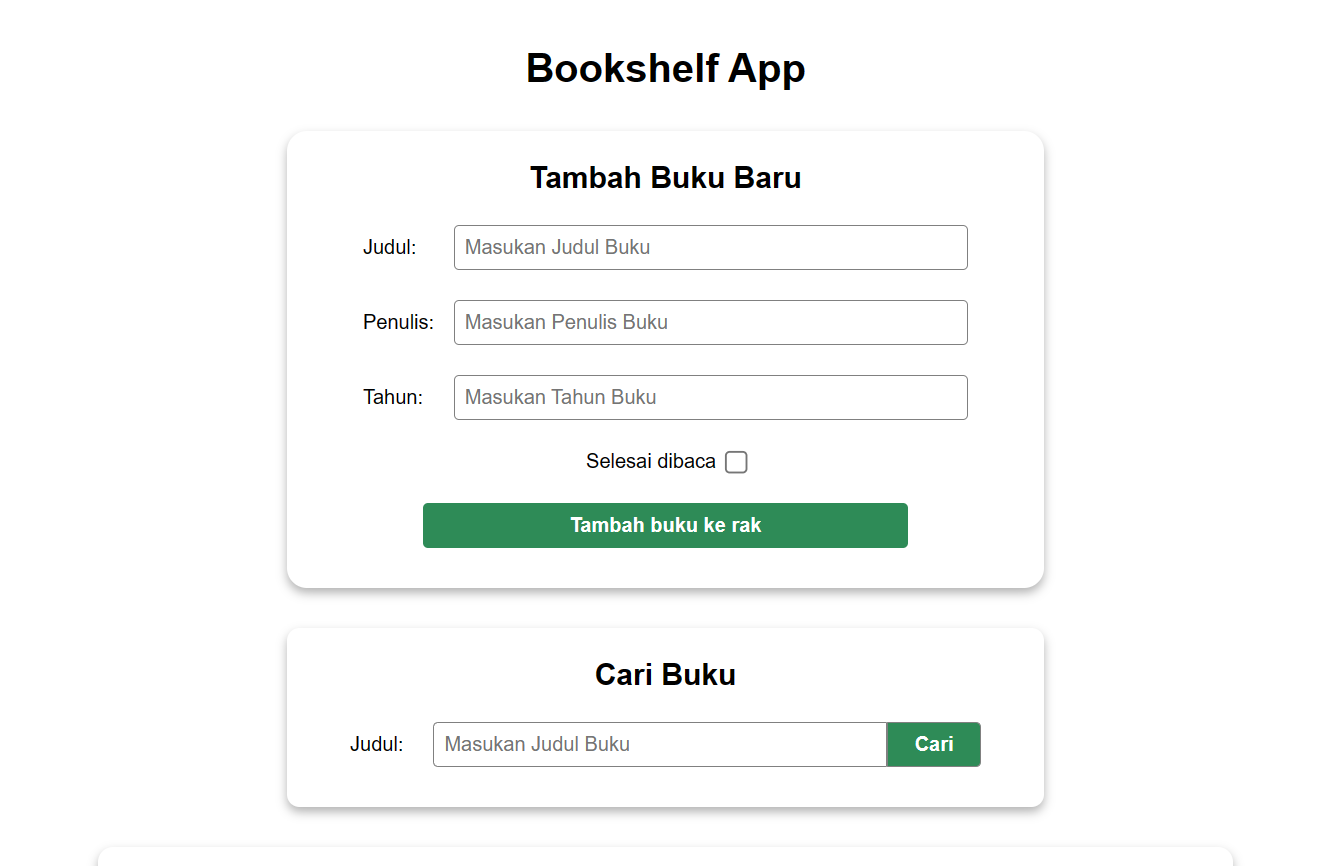 Bookshelf App
Tambah Buku Baru
Judul: Masukan Judul Buku
Penulis: Masukan Penulis Buku
Tahun: Masukan Tahun Buku
Selesai dibaca
Tambah buku ke rak
Cari Buku
Judul: Masukan Judul Buku Cari